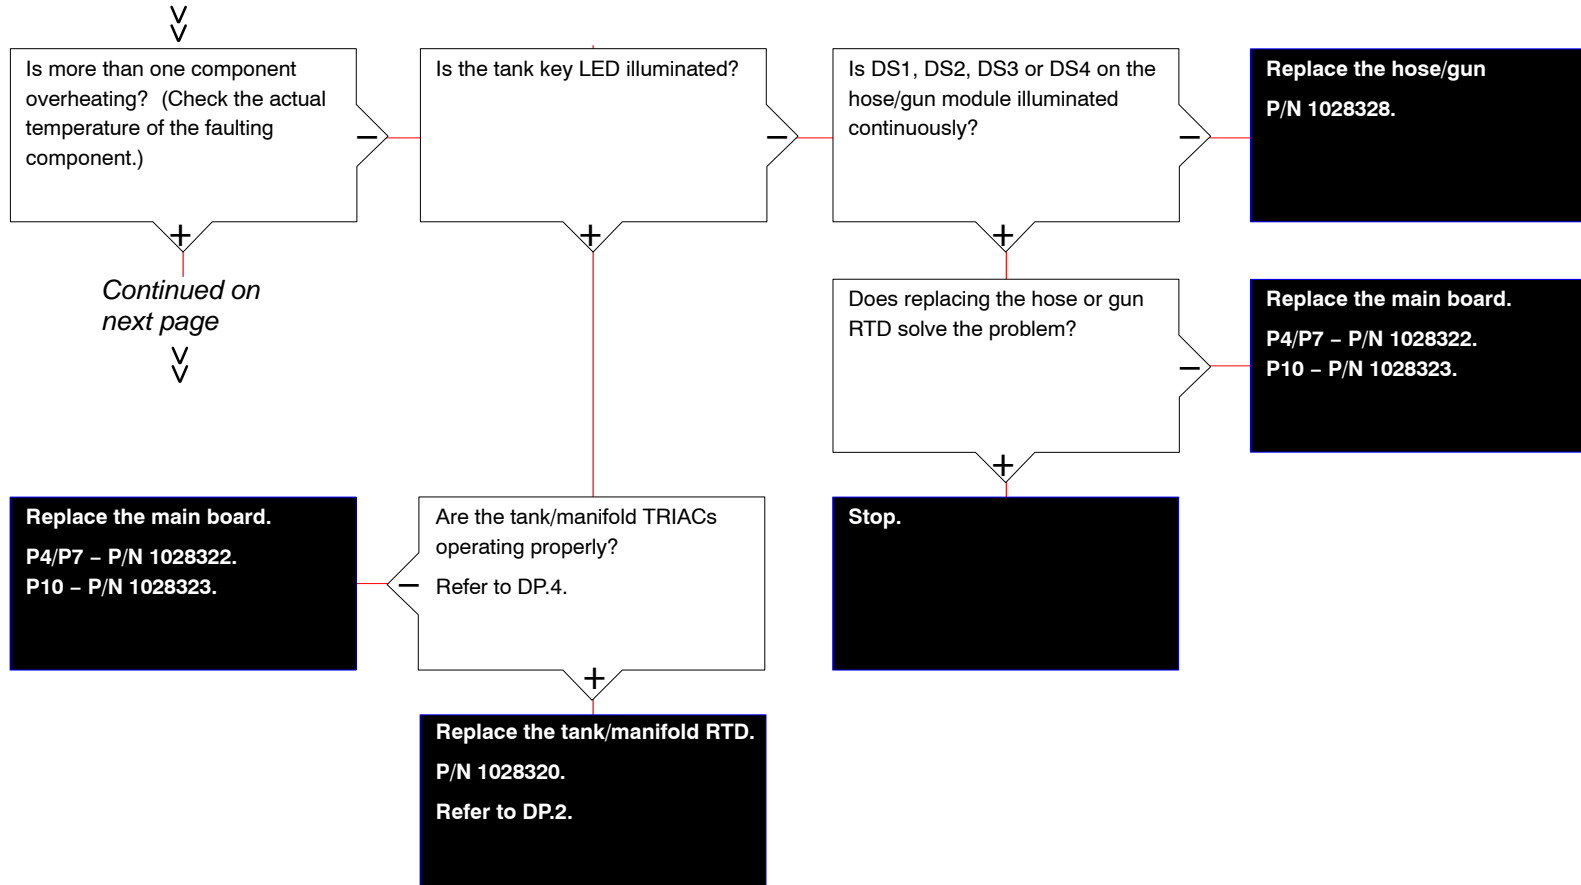 Is more than one component
overheating? (Check the actual
temperature of the faulting
component.)
−
+
Continued on
next page
Is the tank key LED illuminated?
−
+
Is DS1, DS2, DS3 or DS4 on the
hose/gun module illuminated
continuously?
−
+
Replace the hose/gun
P/N 1028328.
Does replacing the hose or gun
RTD solve the problem?
−
+
Replace the main board.
P4/P7 − P/N 1028322.
P10 − P/N 1028323.
Replace the main board.
P4/P7 − P/N 1028322.
P10 − P/N 1028323.
Are the tank/manifold TRIACs
operating properly?
Refer to DP.4.
−
+
Stop.
Replace the tank/manifold RTD.
P/N 1028320.
Refer to DP.2.